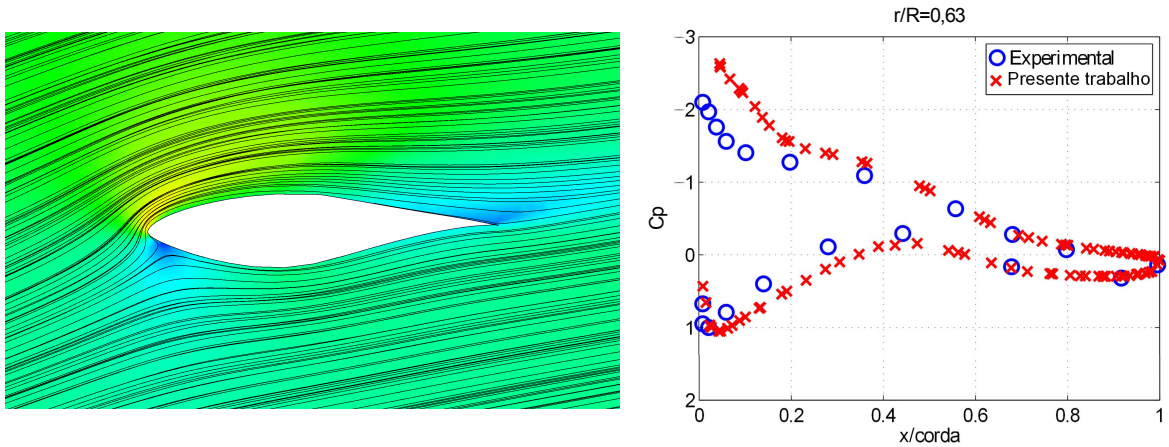 r/R=0,63
−3
−2
−1
0
1
2
Cp
Experimental
Presente trabalho
0
0.2
0.4
0.6
0.8
1
x/corda